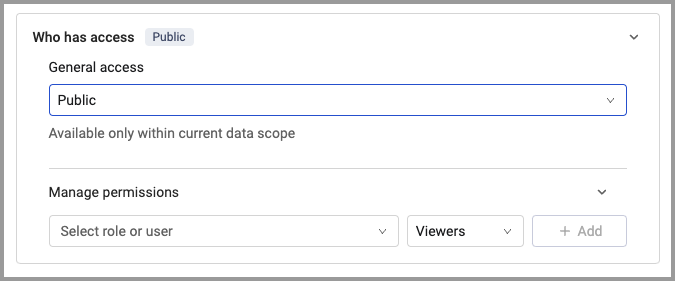 Who has access Public
General access
Public
Available only within current data scope
Manage permissions
Select role or user Viewers + Add